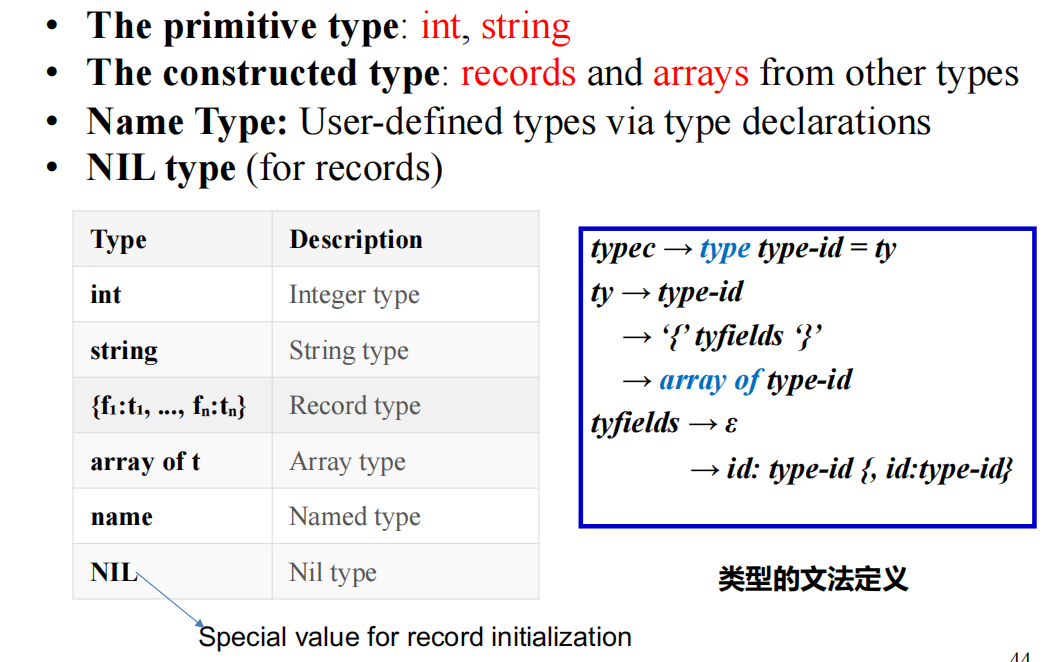 • The primitive type: int, string
• The constructed type: records and arrays from other types
• Name Type: User-defined types via type declarations
• NIL type (for records)
Type Description
int Integer type
string String type
{f₁:t₁, ..., fₙ:tₙ} Record type
array of t Array type
name Named type
NIL Nil type
Special value for record initialization
typec → type type-id = ty
ty → type-id
→ ‘{’ tyfields ‘}’
→ array of type-id
tyfields → ε
→ id: type-id {, id:type-id}
类型的文法定义
44